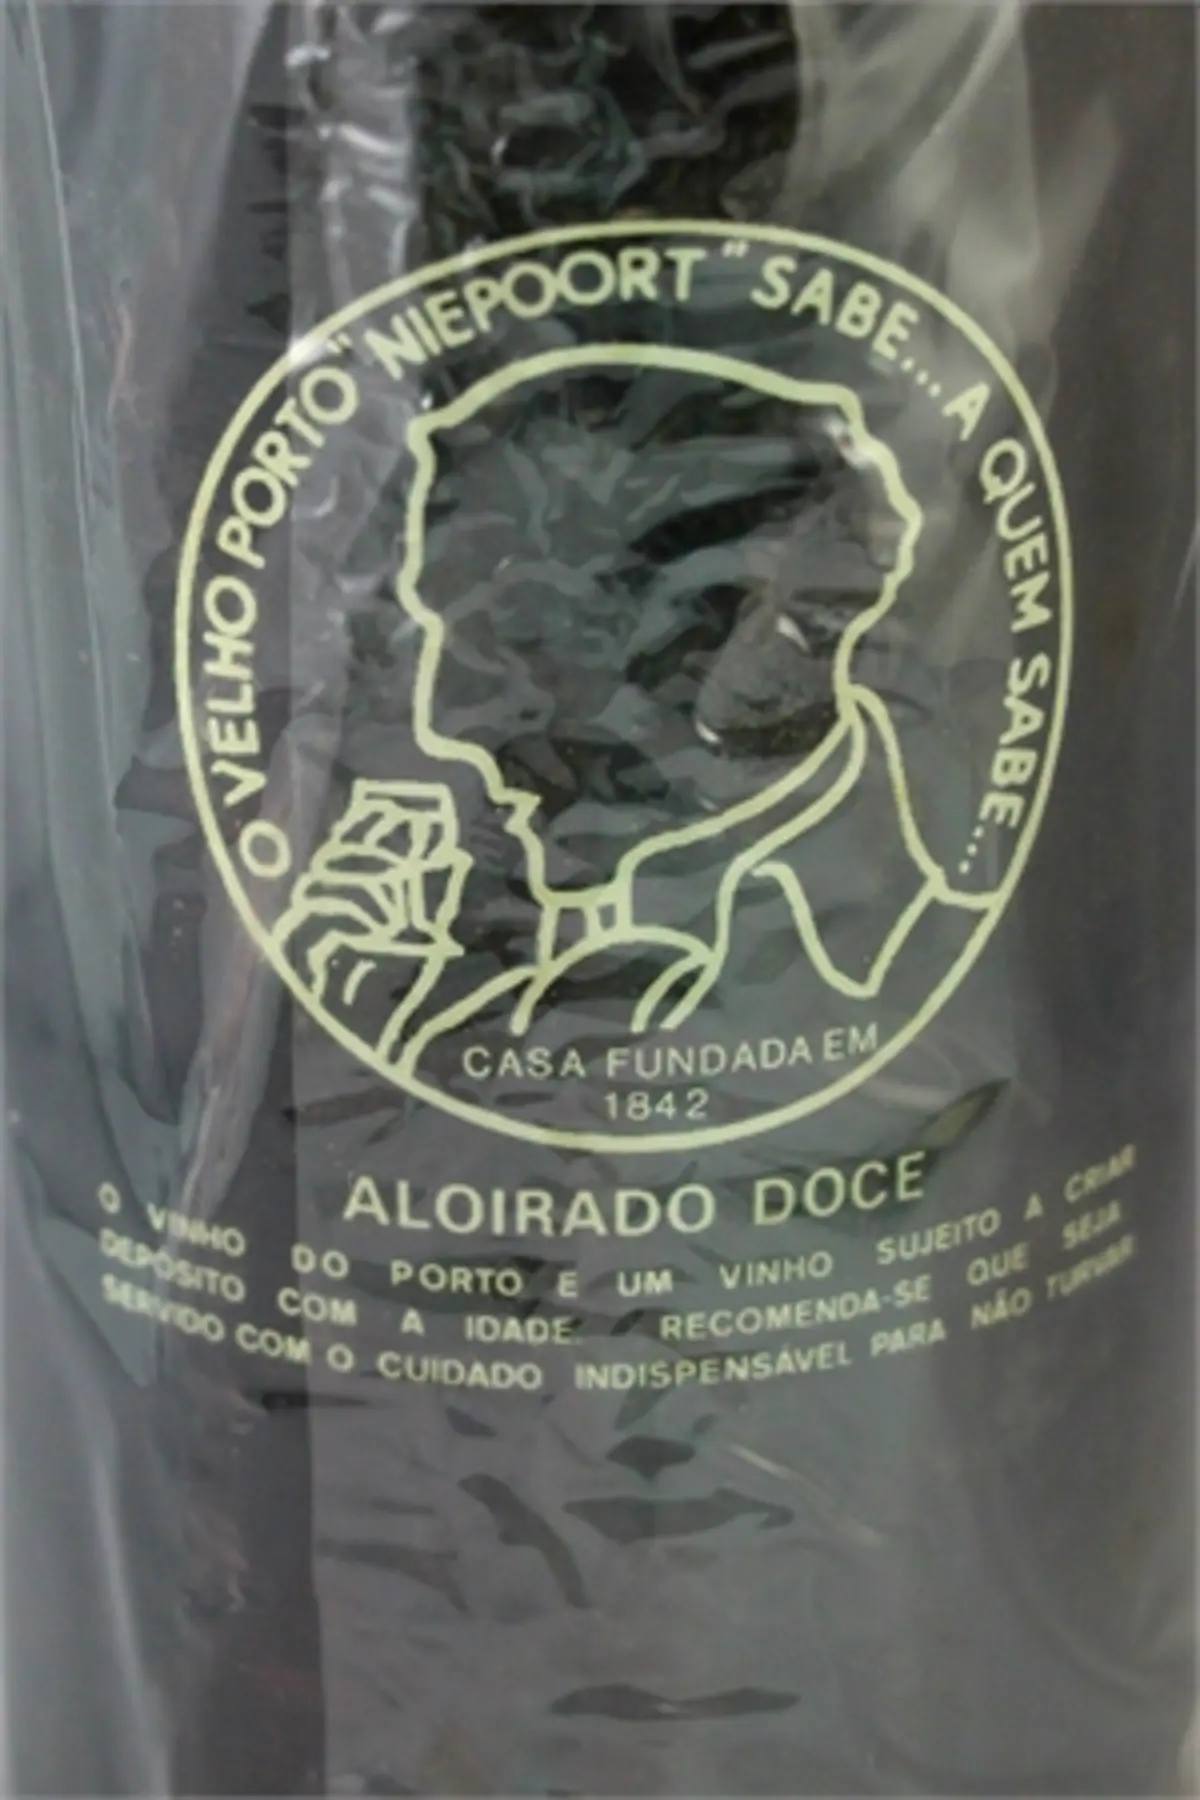 O VELHO PORTO "NIEPOORT" SABE... A QUEM SABE...
CASA FUNDADA EM
1842
ALOIRADO DOCE
O VINHO DO PORTO E UM VINHO SUJEITO A CRIAR
DEPÓSITO COM A IDADE. RECOMENDA-SE QUE SEJA
SERVIDO COM O CUIDADO INDISPENSÁVEL PARA NÃO TURVAR